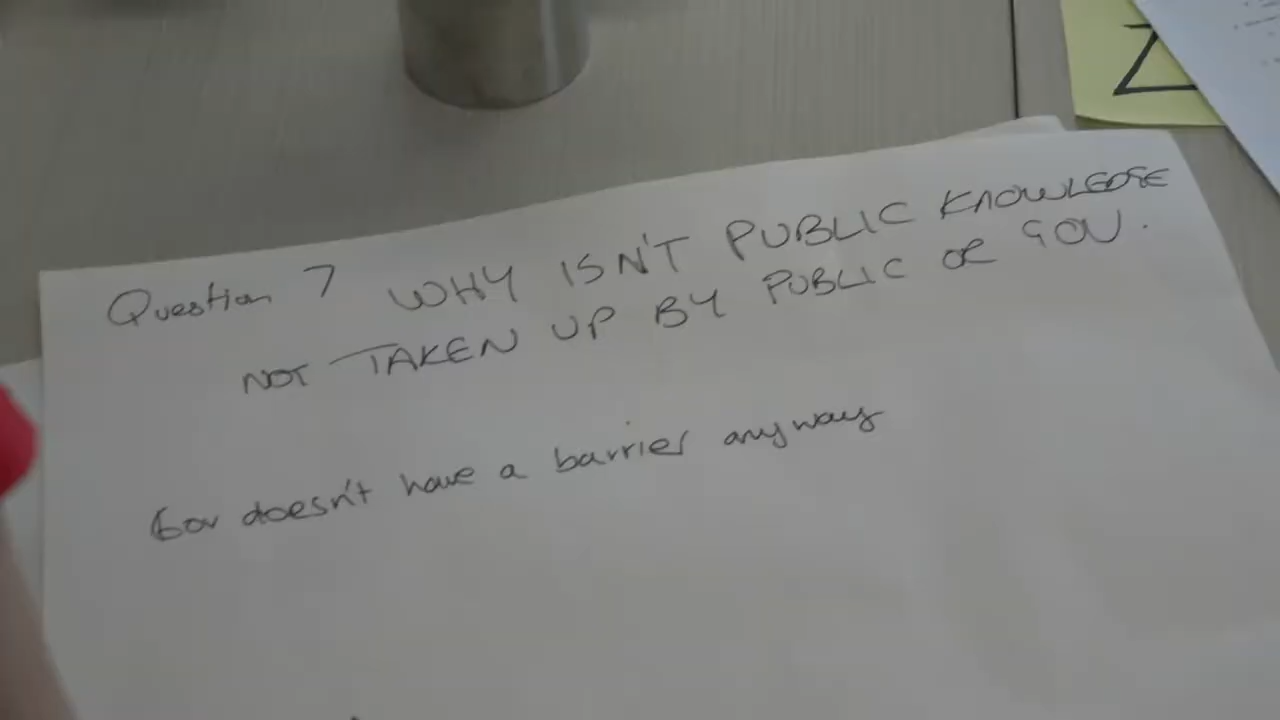 Question 7 WHY ISN'T PUBLIC KNOWLEDGE
NOT TAKEN UP BY PUBLIC OR GOV.
Gov doesn't have a barrier anyway